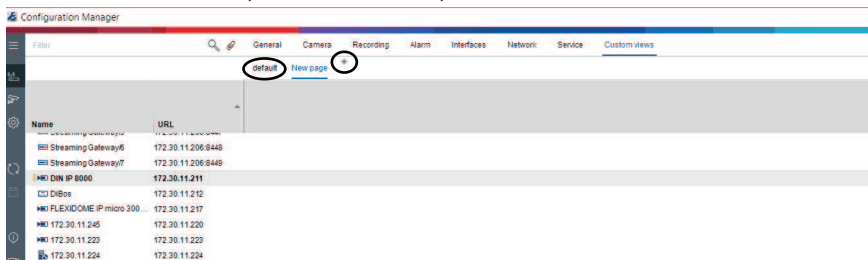 Configuration Manager
Filter General Camera Recording Alarm Interfaces Network Service Custom views
default New page +
Name URL
Streaming Gateway/6 172.30.11.206:8448
Streaming Gateway/7 172.30.11.206:8449
DIN IP 8000 172.30.11.211
DiBos 172.30.11.212
FLEXIDOME IP micro 300... 172.30.11.217
172.30.11.245 172.30.11.220
172.30.11.223 172.30.11.223
172.30.11.224 172.30.11.224